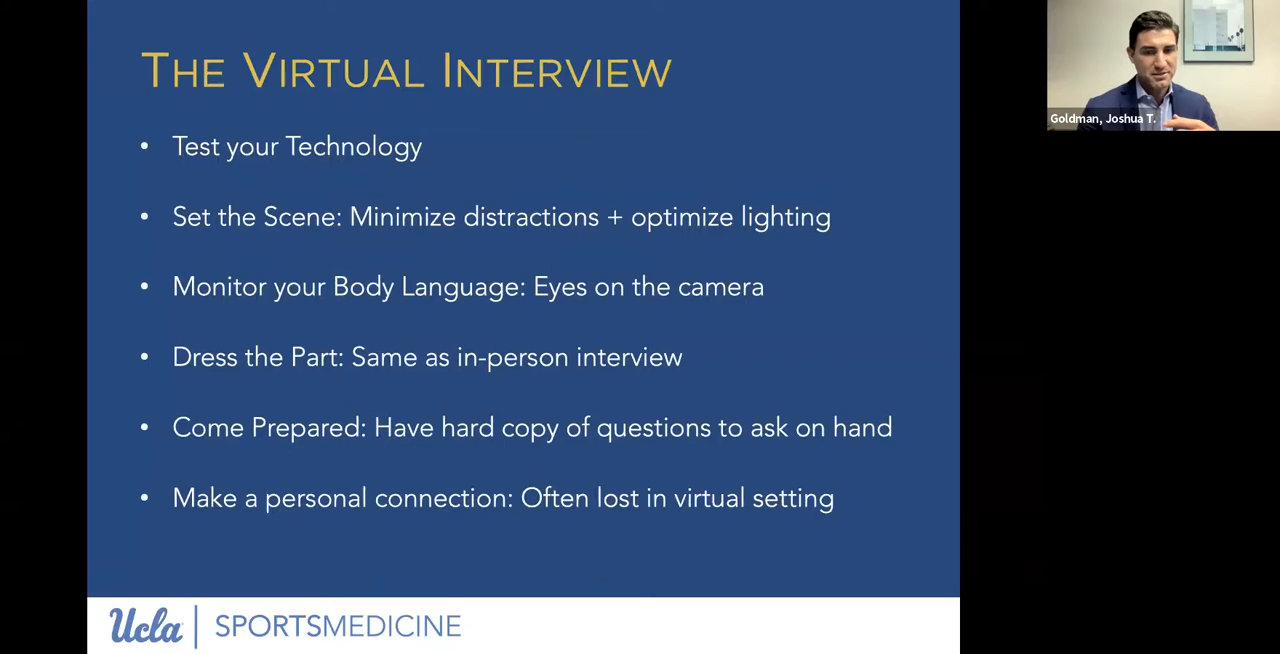 THE VIRTUAL INTERVIEW
• Test your Technology
• Set the Scene: Minimize distractions + optimize lighting
• Monitor your Body Language: Eyes on the camera
• Dress the Part: Same as in-person interview
• Come Prepared: Have hard copy of questions to ask on hand
• Make a personal connection: Often lost in virtual setting
Ucla | SPORTSMEDICINE
Goldman, Joshua T.